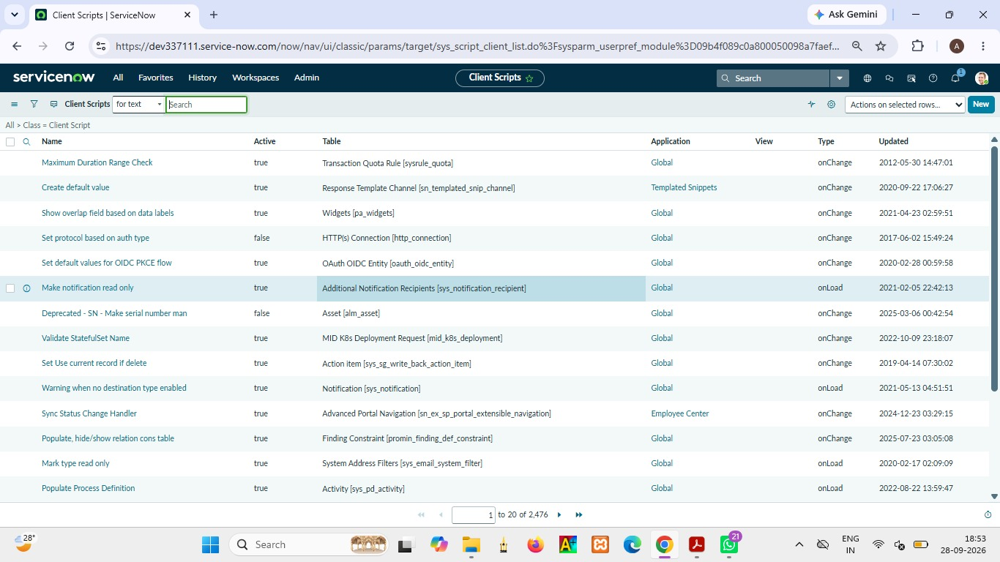 Client Scripts | ServiceNow
Ask Gemini
https://dev337111.service-now.com/now/nav/ui/classic/params/target/sys_script_client_list.do%3Fsysparm_userpref_module%3D09b4f089c0a800050098a7faef...
A
servicenow All Favorites History Workspaces Admin Client Scripts Search 1
Client Scripts for text Search Actions on selected rows... New
All > Class = Client Script
Name Active Table Application View Type Updated
Maximum Duration Range Check true Transaction Quota Rule [sysrule_quota] Global onChange 2012-05-30 14:47:01
Create default value true Response Template Channel [sn_templated_snip_channel] Templated Snippets onChange 2020-09-22 17:06:27
Show overlap field based on data labels true Widgets [pa_widgets] Global onChange 2021-04-23 02:59:51
Set protocol based on auth type false HTTP(s) Connection [http_connection] Global onChange 2017-06-02 15:49:24
Set default values for OIDC PKCE flow true OAuth OIDC Entity [oauth_oidc_entity] Global onChange 2020-02-28 00:59:58
Make notification read only true Additional Notification Recipients [sys_notification_recipient] Global onLoad 2021-02-05 22:42:13
Deprecated - SN - Make serial number man false Asset [alm_asset] Global onChange 2025-03-06 00:42:54
Validate StatefulSet Name true MID K8s Deployment Request [mid_k8s_deployment] Global onChange 2022-10-09 23:18:07
Set Use current record if delete true Action item [sys_sg_write_back_action_item] Global onChange 2019-04-14 07:30:02
Warning when no destination type enabled true Notification [sys_notification] Global onLoad 2021-05-13 04:51:51
Sync Status Change Handler true Advanced Portal Navigation [sn_ex_sp_portal_extensible_navigation] Employee Center onChange 2024-12-23 03:29:15
Populate, hide/show relation cons table true Finding Constraint [promin_finding_def_constraint] Global onChange 2025-07-23 03:05:08
Mark type read only true System Address Filters [sys_email_system_filter] Global onLoad 2020-02-17 02:09:09
Populate Process Definition true Activity [sys_pd_activity] Global onLoad 2022-08-22 13:59:47
1 to 20 of 2,476
28°
Search
21
ENG
IN
18:53
28-09-2026